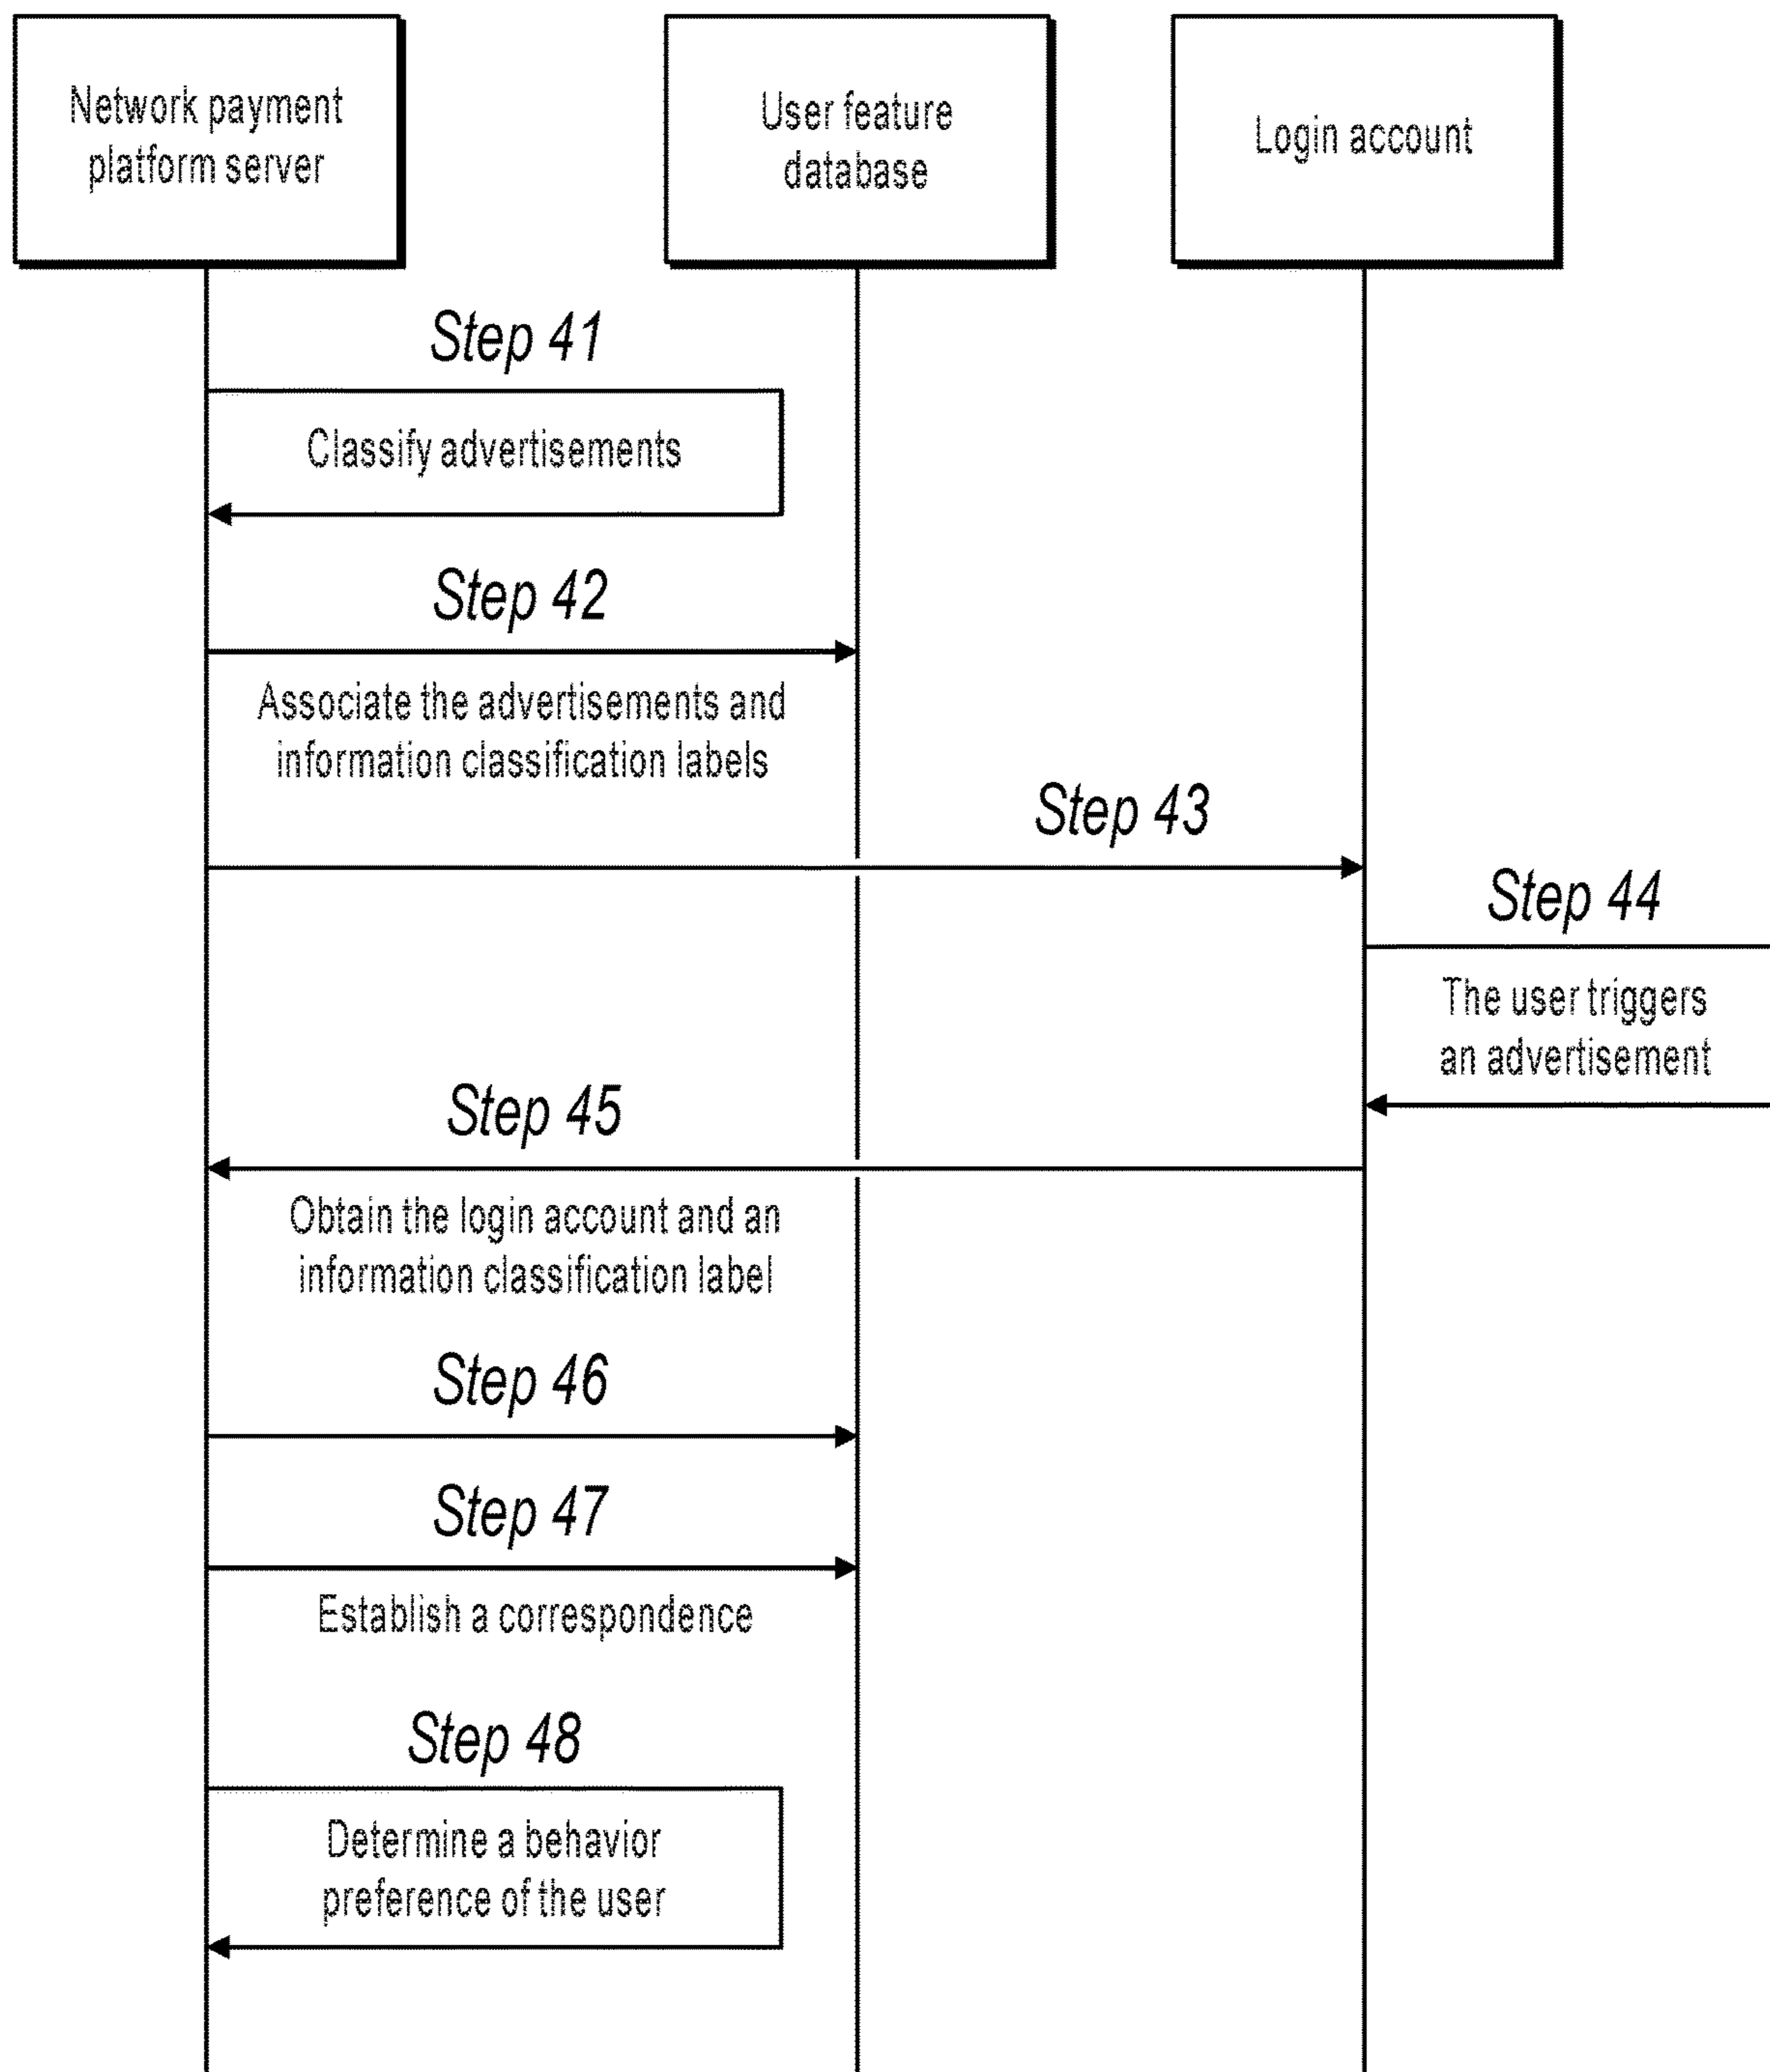 Network payment
platform server
User feature
database
Login account
Step 41
Classify advertisements
Step 42
Associate the advertisements and
information classification labels
Step 43
Step 44
The user triggers
an advertisement
Step 45
Obtain the login account and an
information classification label
Step 46
Step 47
Establish a correspondence
Step 48
Determine a behavior
preference of the user